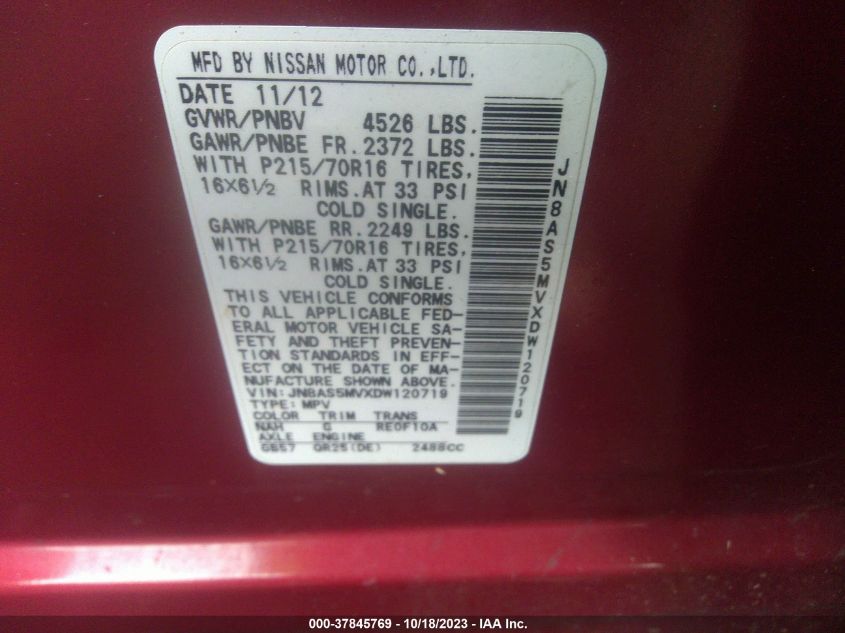 MFD BY NISSAN MOTOR CO.,LTD.
DATE 11/12
GVWR/PNBV 4526 LBS.
GAWR/PNBE FR. 2372 LBS.
WITH P215/70R16 TIRES,
16X6½ RIMS.AT 33 PSI
COLD SINGLE.
GAWR/PNBE RR. 2249 LBS.
WITH P215/70R16 TIRES,
16X6½ RIMS.AT 33 PSI
COLD SINGLE.
THIS VEHICLE CONFORMS
TO ALL APPLICABLE FED-
ERAL MOTOR VEHICLE SA-
FETY AND THEFT PREVEN-
TION STANDARDS IN EFF-
ECT ON THE DATE OF MA-
NUFACTURE SHOWN ABOVE.
VIN: JN8AS5MVXDW120719
TYPE: MPV
COLOR TRIM TRANS
NAH G RE0F10A
AXLE ENGINE
GB57 QR25(DE) 2488CC
JN8AS5MVXDW120719
000-37845769 - 10/18/2023 - IAA Inc.